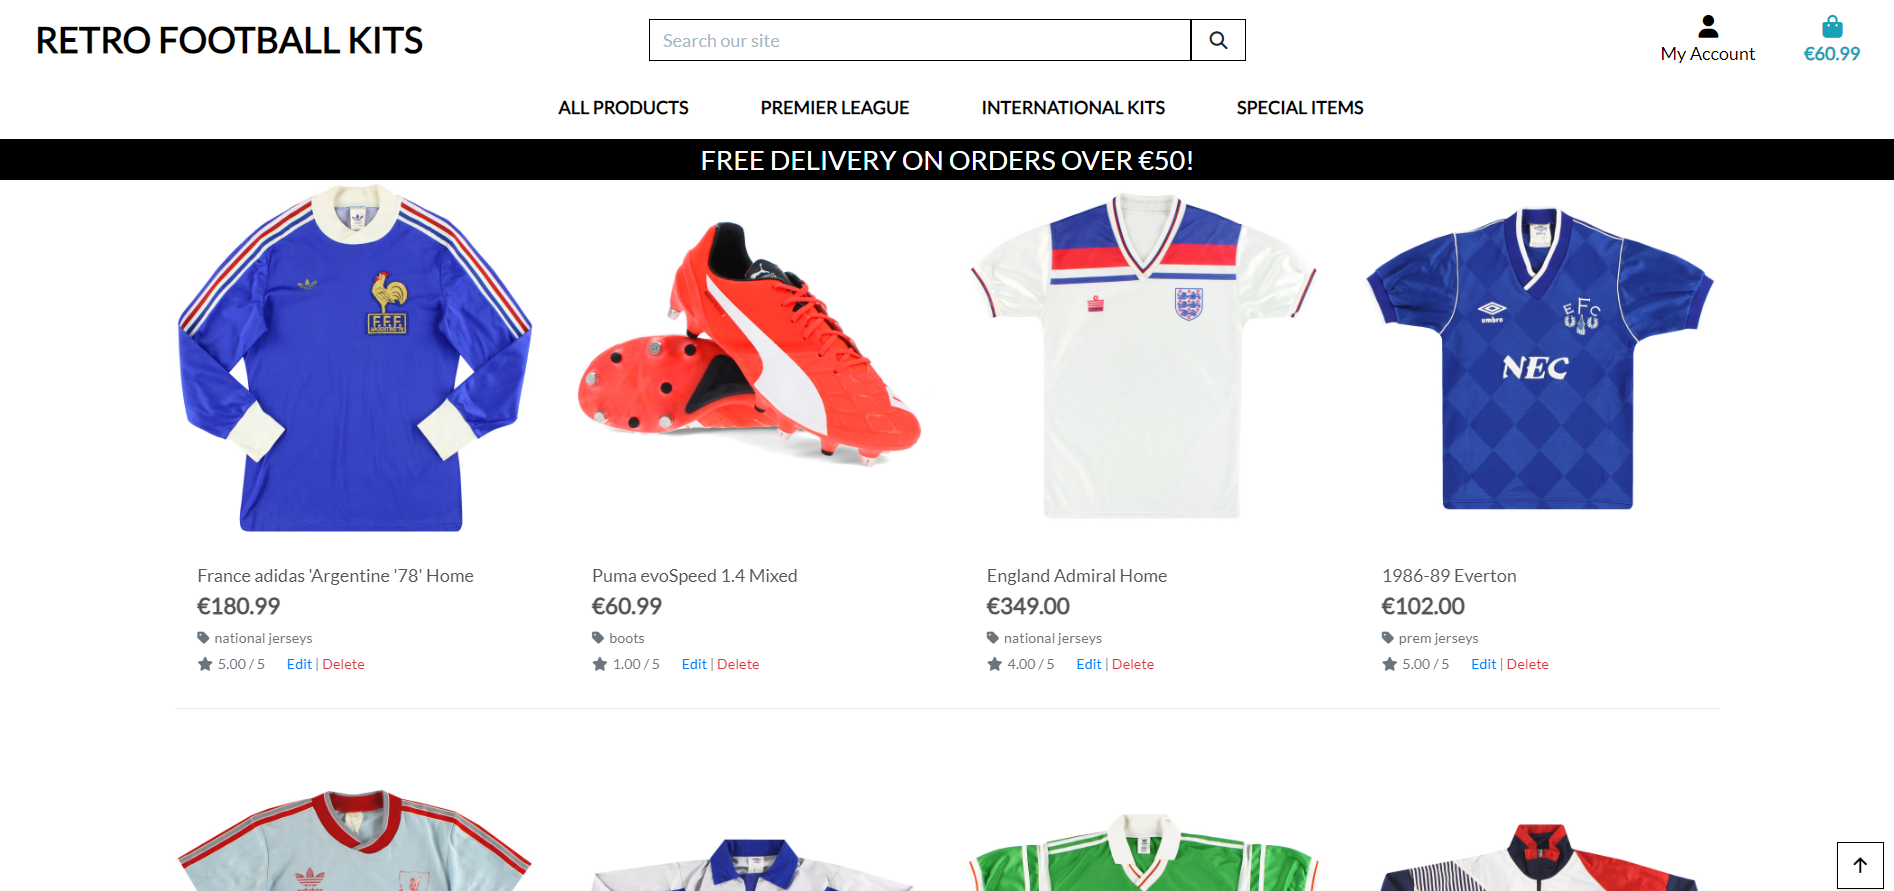 RETRO FOOTBALL KITS
Search our site
My Account
€60.99
ALL PRODUCTS
PREMIER LEAGUE
INTERNATIONAL KITS
SPECIAL ITEMS
FREE DELIVERY ON ORDERS OVER €50!
F.F.F.
umbro
EFC
NEC
France adidas 'Argentine '78' Home
€180.99
national jerseys
5.00 / 5 Edit | Delete
Puma evoSpeed 1.4 Mixed
€60.99
boots
1.00 / 5 Edit | Delete
England Admiral Home
€349.00
national jerseys
4.00 / 5 Edit | Delete
1986-89 Everton
€102.00
prem jerseys
5.00 / 5 Edit | Delete
adidas